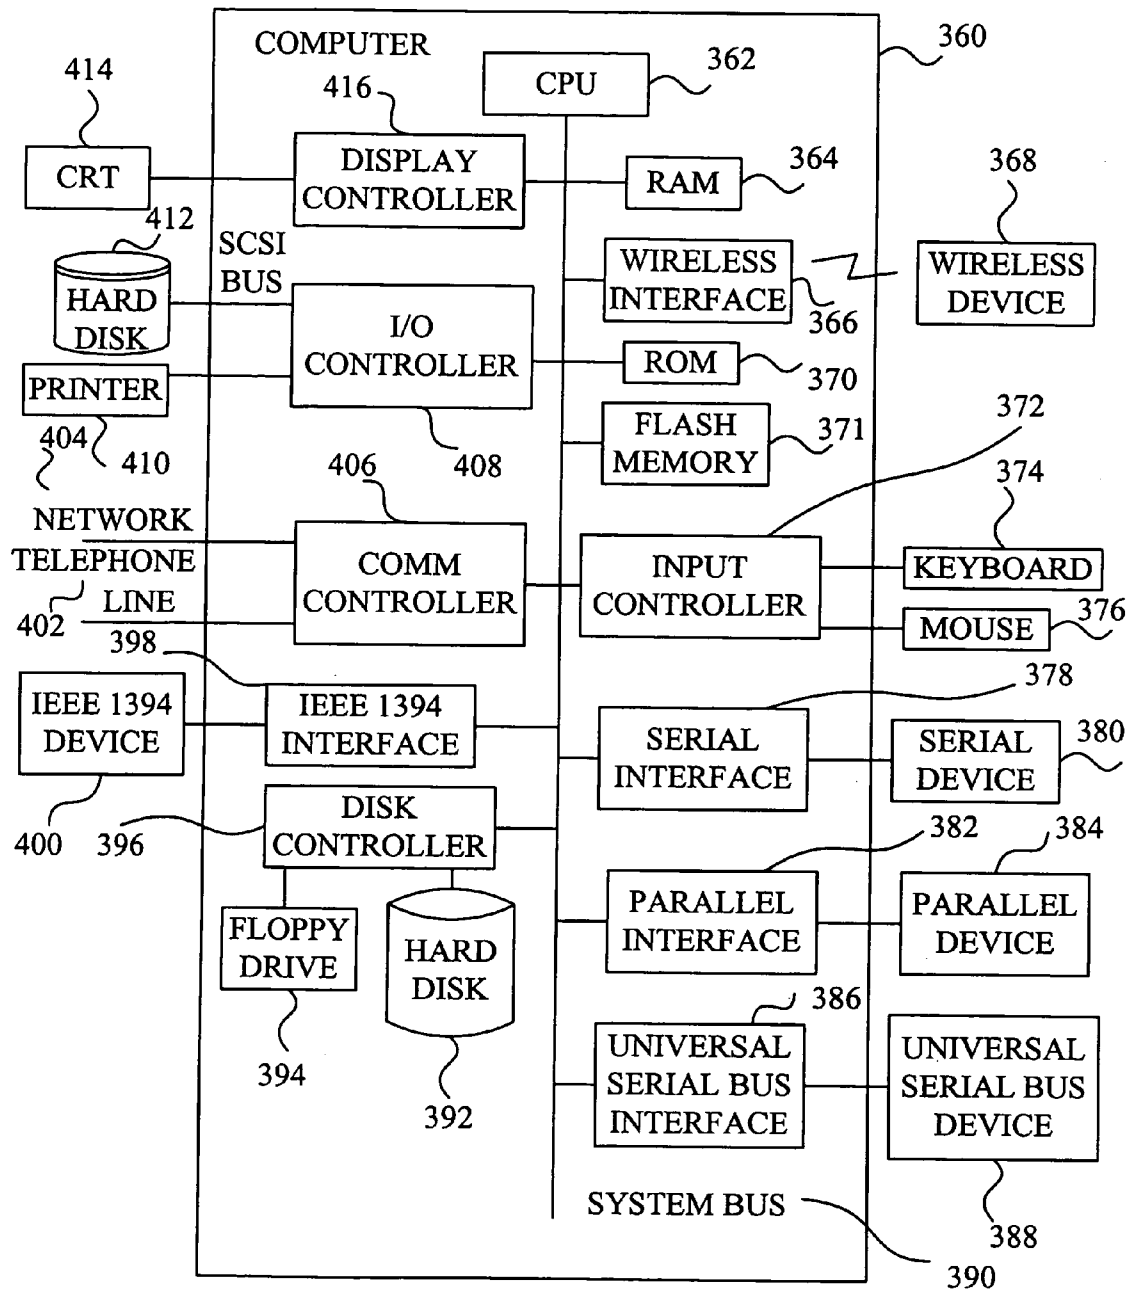 COMPUTER
360
414
416
CPU
362
CRT
DISPLAY
CONTROLLER
RAM
364
368
412
SCSI
BUS
HARD
DISK
WIRELESS
INTERFACE
366
WIRELESS
DEVICE
I/O
CONTROLLER
ROM
370
PRINTER
404
410
408
FLASH
MEMORY
371
372
406
374
NETWORK
TELEPHONE
LINE
402
COMM
CONTROLLER
INPUT
CONTROLLER
KEYBOARD
MOUSE
376
398
378
IEEE 1394
DEVICE
IEEE 1394
INTERFACE
SERIAL
INTERFACE
SERIAL
DEVICE
380
400
396
DISK
CONTROLLER
382
384
FLOPPY
DRIVE
HARD
DISK
PARALLEL
INTERFACE
PARALLEL
DEVICE
394
392
386
UNIVERSAL
SERIAL BUS
INTERFACE
UNIVERSAL
SERIAL BUS
DEVICE
SYSTEM BUS
388
390